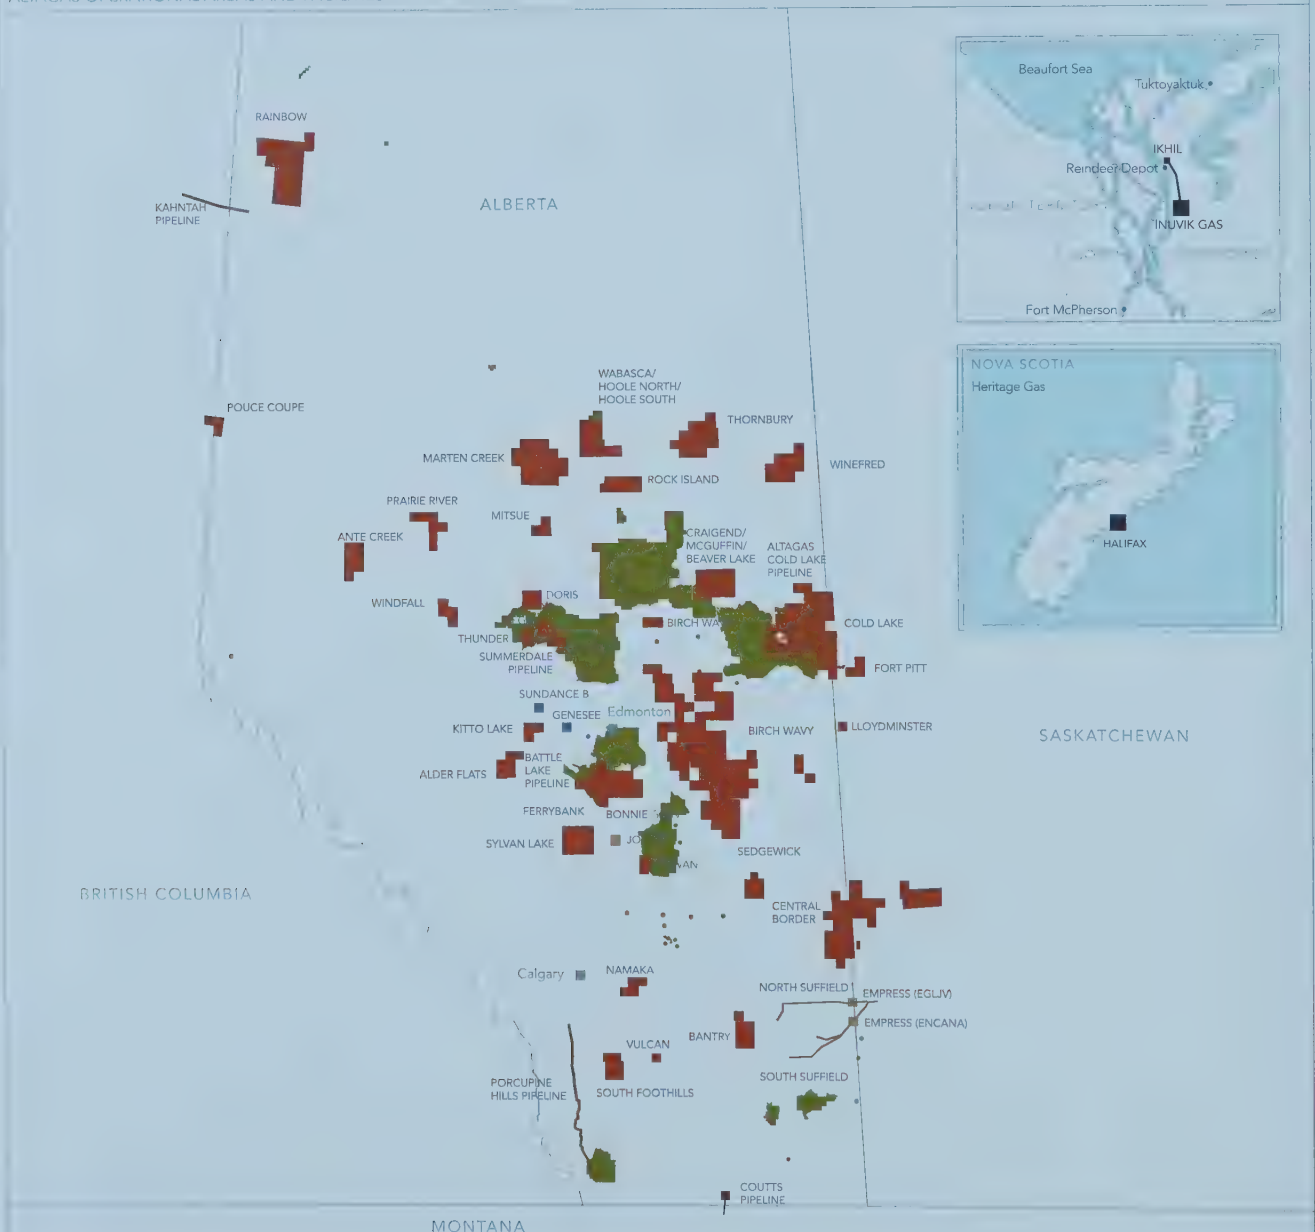 RAINBOW
KAHNTAH
PIPELINE
ALBERTA
Beaufort Sea
Tuktoyaktuk
IKHIL
Reindeer Depot
INUVIK GAS
Fort McPherson
NOVA SCOTIA
Heritage Gas
HALIFAX
POUCE COUPE
WABASCA/
HOOLE NORTH/
HOOLE SOUTH
THORNBURY
MARTEN CREEK
WINEFRED
ROCK ISLAND
PRAIRIE RIVER
MITSUE
ANTE CREEK
CRAIGEND/
MCGUFFIN/
BEAVER LAKE
ALTAGAS
COLD LAKE
PIPELINE
WINDFALL
DORIS
BIRCH
COLD LAKE
THUNDER
SUMMERDALE
PIPELINE
FORT PITT
SUNDANCE B
GENESEE
Edmonton
KITTO LAKE
BIRCH WAVY
LLOYDMINSTER
SASKATCHEWAN
ALDER FLATS
BATTLE
LAKE
PIPELINE
FERRYBANK
BONNIE
SYLVAN LAKE
SEDGEWICK
BRITISH COLUMBIA
CENTRAL
BORDER
Calgary
NAMAKA
NORTH SUFFIELD
EMPRESS (EGLJV)
EMPRESS (ENCANA)
BANTRY
VULCAN
PORCUPINE
HILLS PIPELINE
SOUTH FOOTHILLS
SOUTH SUFFIELD
COUTTS
PIPELINE
MONTANA